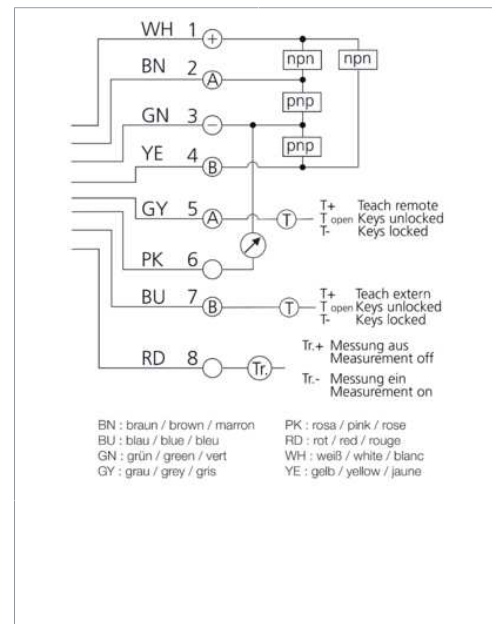 WH 1 +
npn npn
BN 2 A
pnp
GN 3 −
pnp
YE 4 B
GY 5 A T
T+ Teach remote
T open Keys unlocked
T- Keys locked
PK 6
BU 7 B T
T+ Teach extern
T open Keys unlocked
T- Keys locked
RD 8 Tr.
Tr.+ Messung aus
Measurement off
Tr.- Messung ein
Measurement on
BN : braun / brown / marron
BU : blau / blue / bleu
GN : grün / green / vert
GY : grau / grey / gris
PK : rosa / pink / rose
RD : rot / red / rouge
WH : weiß / white / blanc
YE : gelb / yellow / jaune